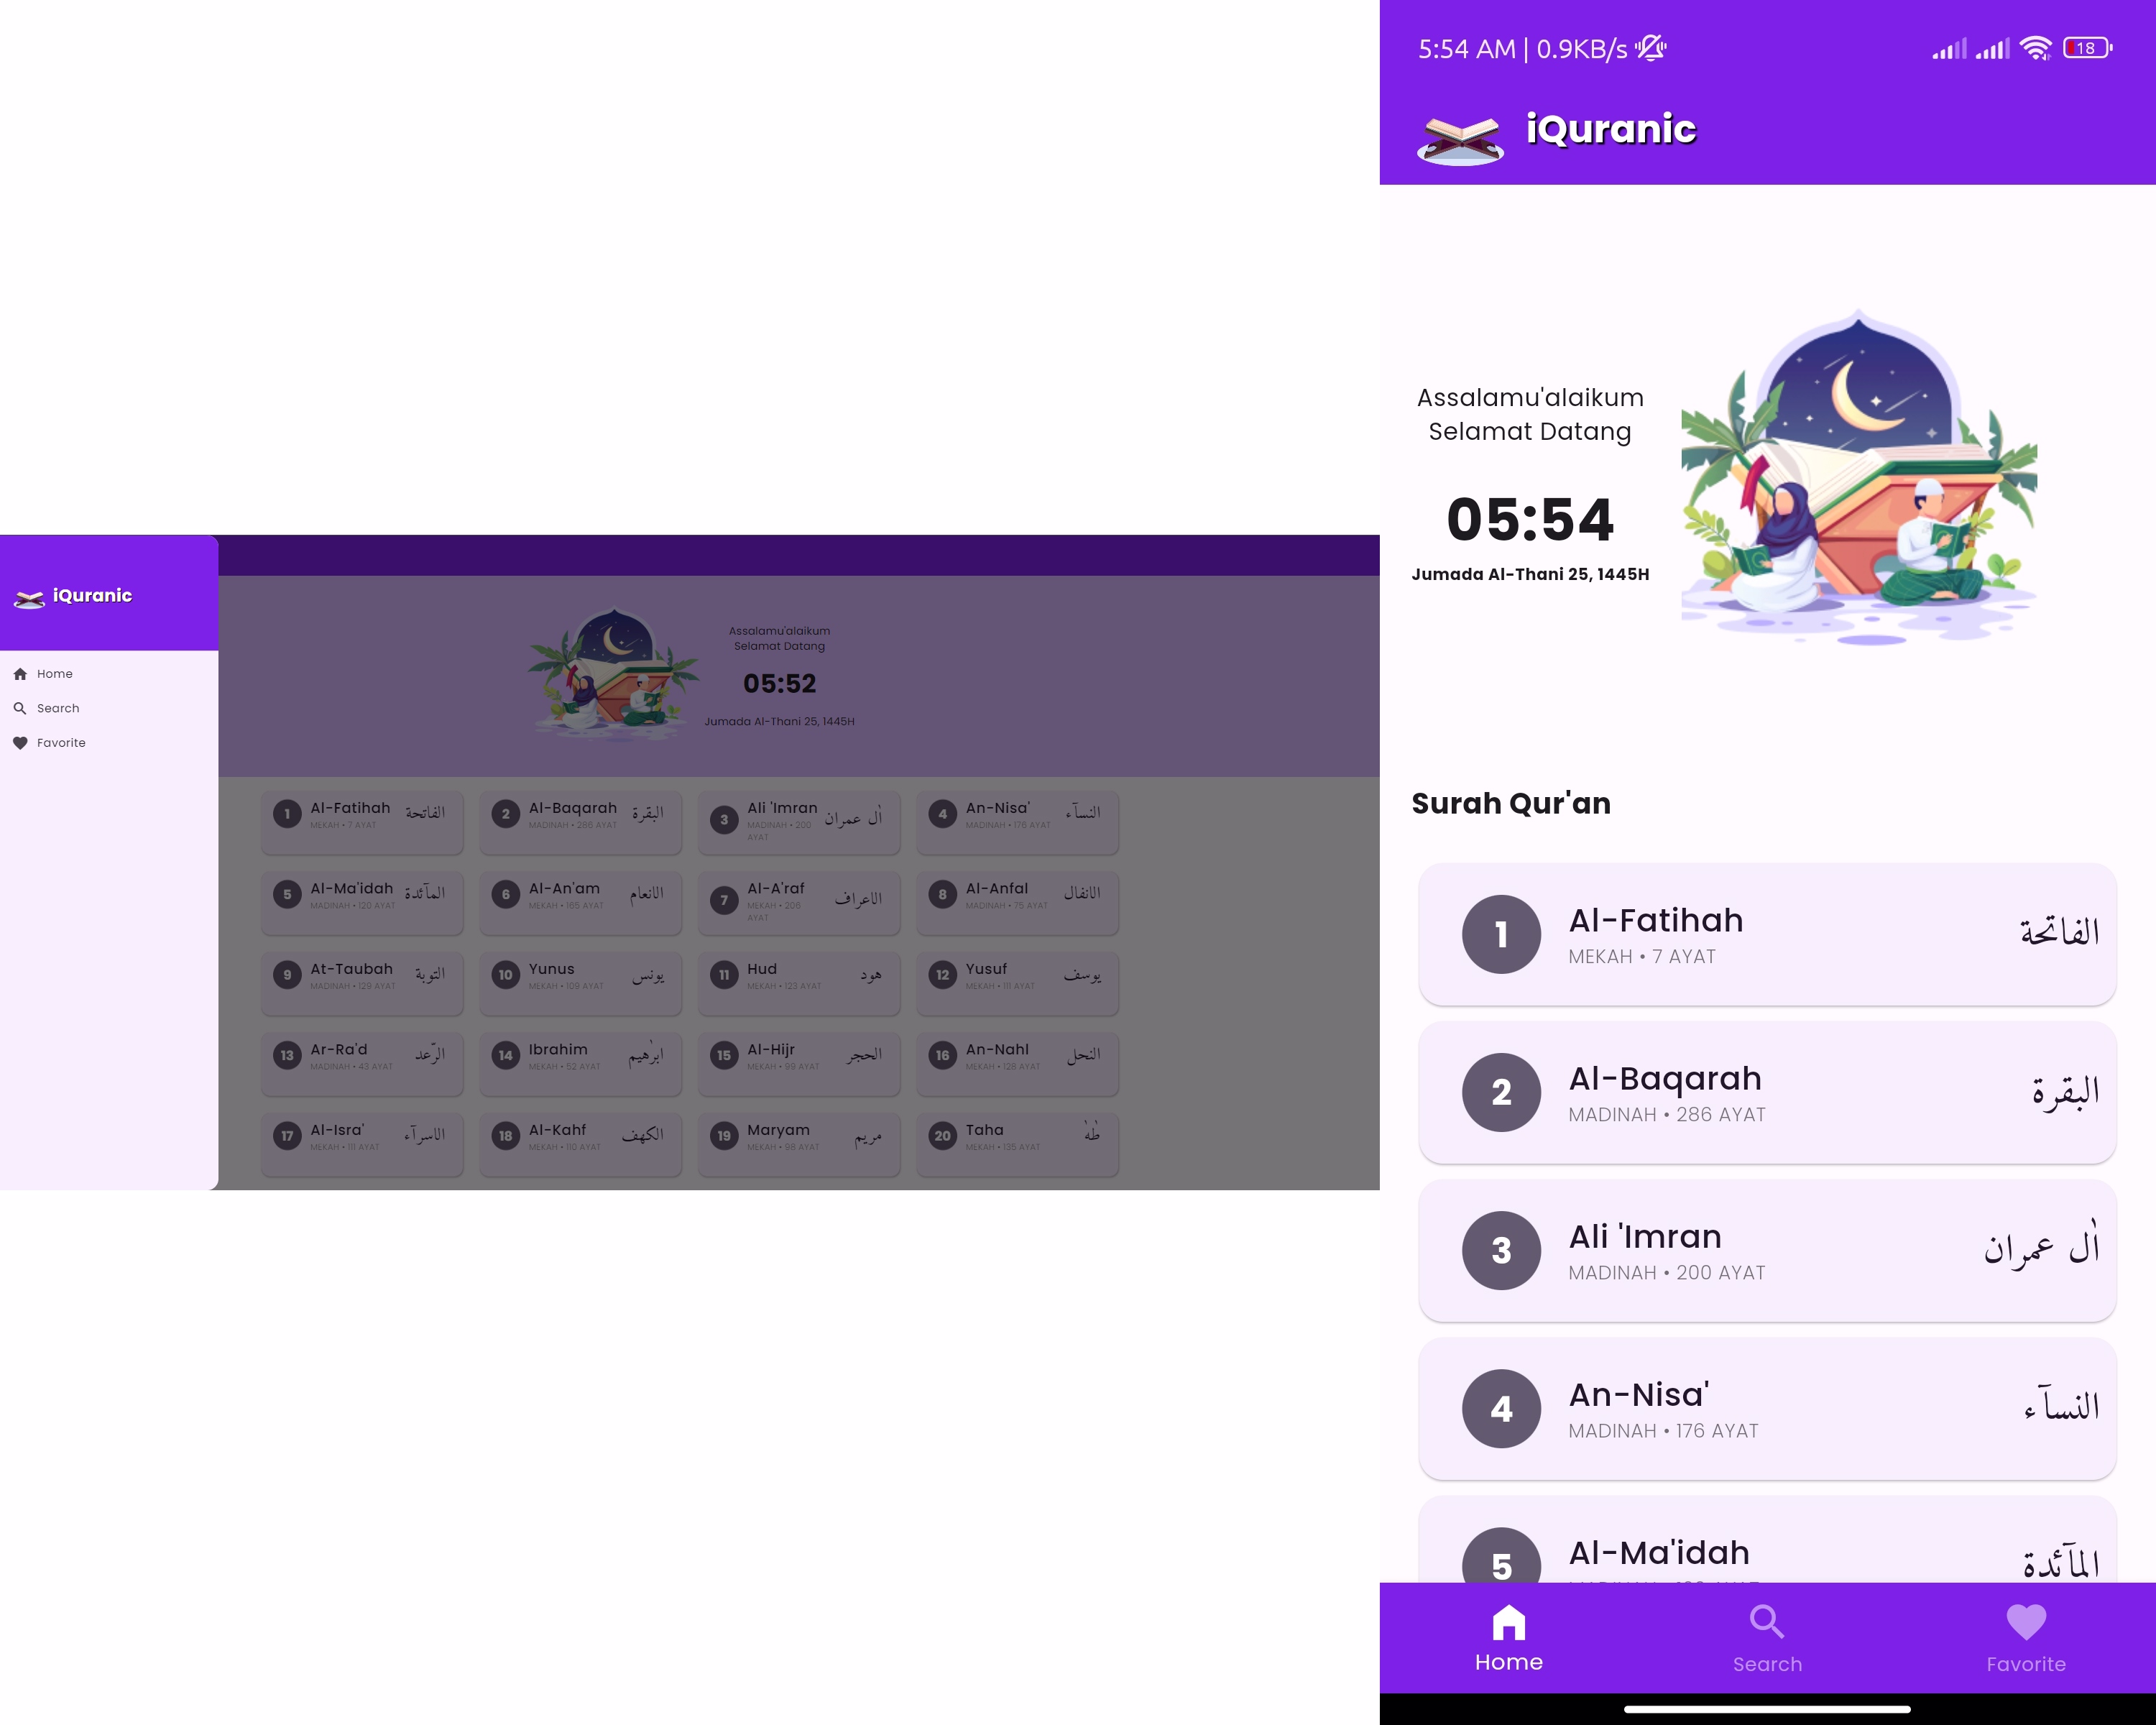 iQuranic
Home
Search
Favorite
Assalamu'alaikum
Selamat Datang
05:52
Jumada Al-Thani 25, 1445H
1 Al-Fatihah الفاتحة
MEKAH • 7 AYAT
2 Al-Baqarah البقرة
MADINAH • 286 AYAT
3 Ali 'Imran اٰل عمران
MADINAH • 200
AYAT
4 An-Nisa' النساۤء
MADINAH • 176 AYAT
5 Al-Ma'idah الماۤئدة
MADINAH • 120 AYAT
6 Al-An'am الانعام
MEKAH • 165 AYAT
7 Al-A'raf الاعراف
MEKAH • 206
AYAT
8 Al-Anfal الانفال
MADINAH • 75 AYAT
9 At-Taubah التوبة
MADINAH • 129 AYAT
10 Yunus يونس
MEKAH • 109 AYAT
11 Hud هود
MEKAH • 123 AYAT
12 Yusuf يوسف
MEKAH • 111 AYAT
13 Ar-Ra'd الرّعد
MADINAH • 43 AYAT
14 Ibrahim ابرٰهيم
MEKAH • 52 AYAT
15 Al-Hijr الحجر
MEKAH • 99 AYAT
16 An-Nahl النحل
MEKAH • 128 AYAT
17 Al-Isra' الاسراۤء
MEKAH • 111 AYAT
18 Al-Kahf الكهف
MEKAH • 110 AYAT
19 Maryam مريم
MEKAH • 98 AYAT
20 Taha طٰهٰ
MEKAH • 135 AYAT
5:54 AM | 0.9KB/s 18
iQuranic
Assalamu'alaikum
Selamat Datang
05:54
Jumada Al-Thani 25, 1445H
Surah Qur'an
1 Al-Fatihah الفاتحة
MEKAH • 7 AYAT
2 Al-Baqarah البقرة
MADINAH • 286 AYAT
3 Ali 'Imran اٰل عمران
MADINAH • 200 AYAT
4 An-Nisa' النساۤء
MADINAH • 176 AYAT
5 Al-Ma'idah الماۤئدة
Home
Search
Favorite